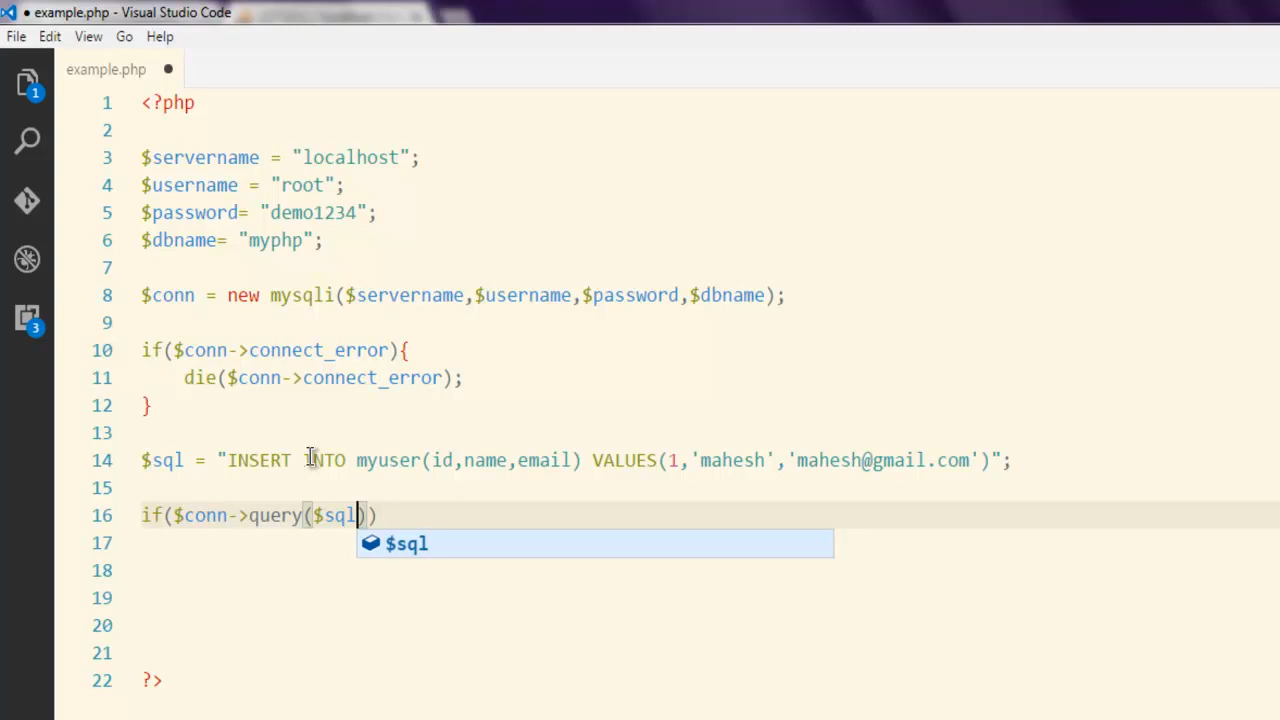 ● example.php - Visual Studio Code
File Edit View Go Help
example.php ●
1
3
1 <?php
2
3 $servername = "localhost";
4 $username = "root";
5 $password= "demo1234";
6 $dbname= "myphp";
7
8 $conn = new mysqli($servername,$username,$password,$dbname);
9
10 if($conn->connect_error){
11 die($conn->connect_error);
12 }
13
14 $sql = "INSERT INTO myuser(id,name,email) VALUES(1,'mahesh','mahesh@gmail.com')";
15
16 if($conn->query($sql))
17 $sql
18
19
20
21
22 ?>